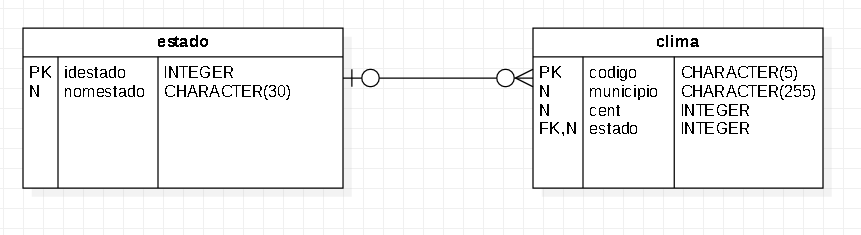 estado
PK idestado INTEGER
N nomestado CHARACTER(30)
clima
PK codigo CHARACTER(5)
N municipio CHARACTER(255)
N cent INTEGER
FK,N estado INTEGER